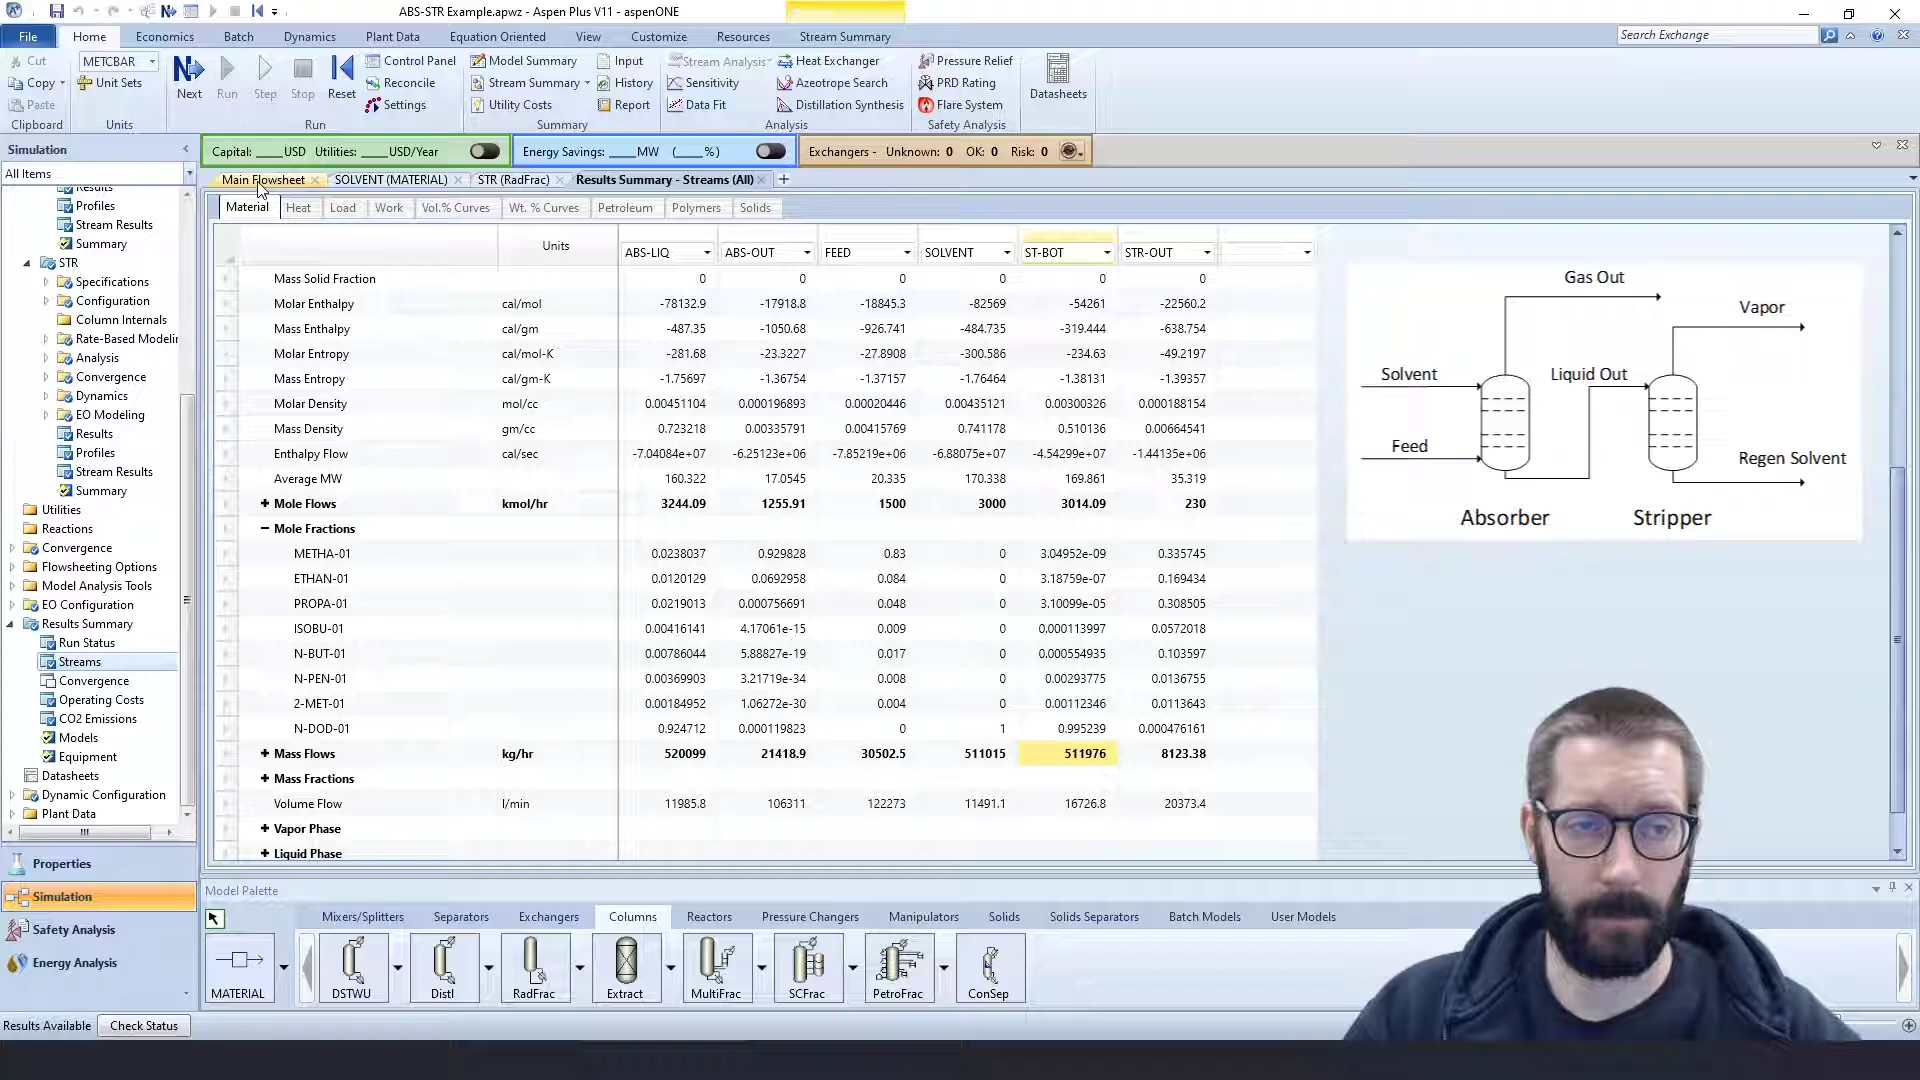 ABS-STR Example.apwz - Aspen Plus V11 - aspenONE
File Home Economics Batch Dynamics Plant Data Equation Oriented View Customize Resources Stream Summary
Search Exchange
Cut Copy Paste Clipboard
METCBAR Unit Sets Units
Next Run Step Stop Reset Control Panel Reconcile Settings Run
Model Summary Stream Summary Utility Costs Input History Report Summary
Stream Analysis Sensitivity Data Fit Heat Exchanger Azeotrope Search Distillation Synthesis Analysis
Pressure Relief PRD Rating Flare System Safety Analysis
Datasheets
Simulation
All Items
Capital: ____USD Utilities: ____USD/Year
Energy Savings: ____MW (____%)
Exchangers - Unknown: 0 OK: 0 Risk: 0
Main Flowsheet SOLVENT (MATERIAL) STR (RadFrac) Results Summary - Streams (All)
Material Heat Load Work Vol.% Curves Wt. % Curves Petroleum Polymers Solids
Results
Profiles
Stream Results
Summary
STR
Specifications
Configuration
Column Internals
Rate-Based Modelin
Analysis
Convergence
Dynamics
EO Modeling
Results
Profiles
Stream Results
Summary
Utilities
Reactions
Convergence
Flowsheeting Options
Model Analysis Tools
EO Configuration
Results Summary
Run Status
Streams
Convergence
Operating Costs
CO2 Emissions
Models
Equipment
Datasheets
Dynamic Configuration
Plant Data
Properties
Simulation
Safety Analysis
Energy Analysis
Units ABS-LIQ ABS-OUT FEED SOLVENT ST-BOT STR-OUT
Mass Solid Fraction 0 0 0 0 0 0
Molar Enthalpy cal/mol -78132.9 -17918.8 -18845.3 -82569 -54261 -22560.2
Mass Enthalpy cal/gm -487.35 -1050.68 -926.741 -484.735 -319.444 -638.754
Molar Entropy cal/mol-K -281.68 -23.3227 -27.8908 -300.586 -234.63 -49.2197
Mass Entropy cal/gm-K -1.75697 -1.36754 -1.37157 -1.76464 -1.38131 -1.39357
Molar Density mol/cc 0.00451104 0.000196893 0.00020446 0.00435121 0.00300326 0.000188154
Mass Density gm/cc 0.723218 0.00335791 0.00415769 0.741178 0.510136 0.00664541
Enthalpy Flow cal/sec -7.04084e+07 -6.25123e+06 -7.85219e+06 -6.88075e+07 -4.54299e+07 -1.44135e+06
Average MW 160.322 17.0545 20.335 170.338 169.861 35.319
+ Mole Flows kmol/hr 3244.09 1255.91 1500 3000 3014.09 230
− Mole Fractions
METHA-01 0.0238037 0.929828 0.83 0 3.04952e-09 0.335745
ETHAN-01 0.0120129 0.0692958 0.084 0 3.18759e-07 0.169434
PROPA-01 0.0219013 0.000756691 0.048 0 3.10099e-05 0.308505
ISOBU-01 0.00416141 4.17061e-15 0.009 0 0.000113997 0.0572018
N-BUT-01 0.00786044 5.88827e-19 0.017 0 0.000554935 0.103597
N-PEN-01 0.00369903 3.21719e-34 0.008 0 0.00293775 0.0136755
2-MET-01 0.00184952 1.06272e-30 0.004 0 0.00112346 0.0113643
N-DOD-01 0.924712 0.000119823 0 1 0.995239 0.000476161
+ Mass Flows kg/hr 520099 21418.9 30502.5 511015 511976 8123.38
+ Mass Fractions
Volume Flow l/min 11985.8 106311 122273 11491.1 16726.8 20373.4
+ Vapor Phase
+ Liquid Phase
Gas Out
Vapor
Solvent
Liquid Out
Feed
Regen Solvent
Absorber
Stripper
Model Palette
Mixers/Splitters Separators Exchangers Columns Reactors Pressure Changers Manipulators Solids Solids Separators Batch Models User Models
MATERIAL DSTWU Distl RadFrac Extract MultiFrac SCFrac PetroFrac ConSep
Results Available Check Status